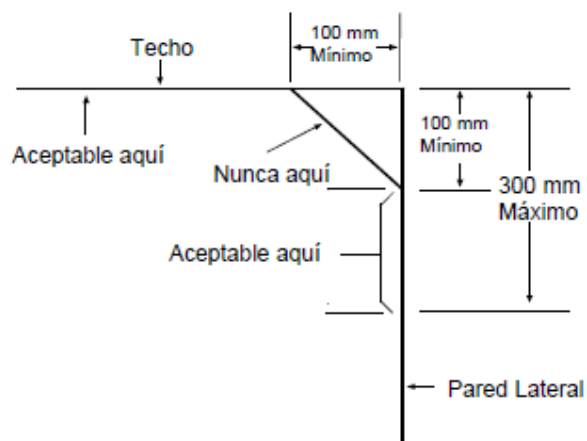 100 mm
Mínimo
Techo
100 mm
Mínimo
Aceptable aquí
Nunca aquí
300 mm
Máximo
Aceptable aquí
Pared Lateral